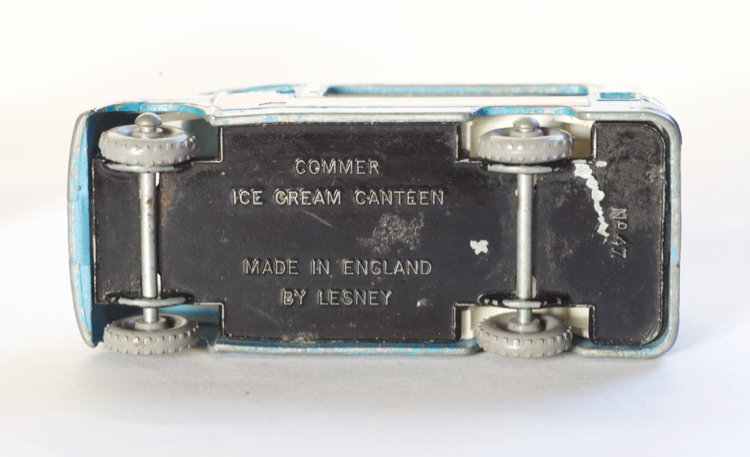 COMMER
ICE CREAM CANTEEN
MADE IN ENGLAND
BY LESNEY
No 47